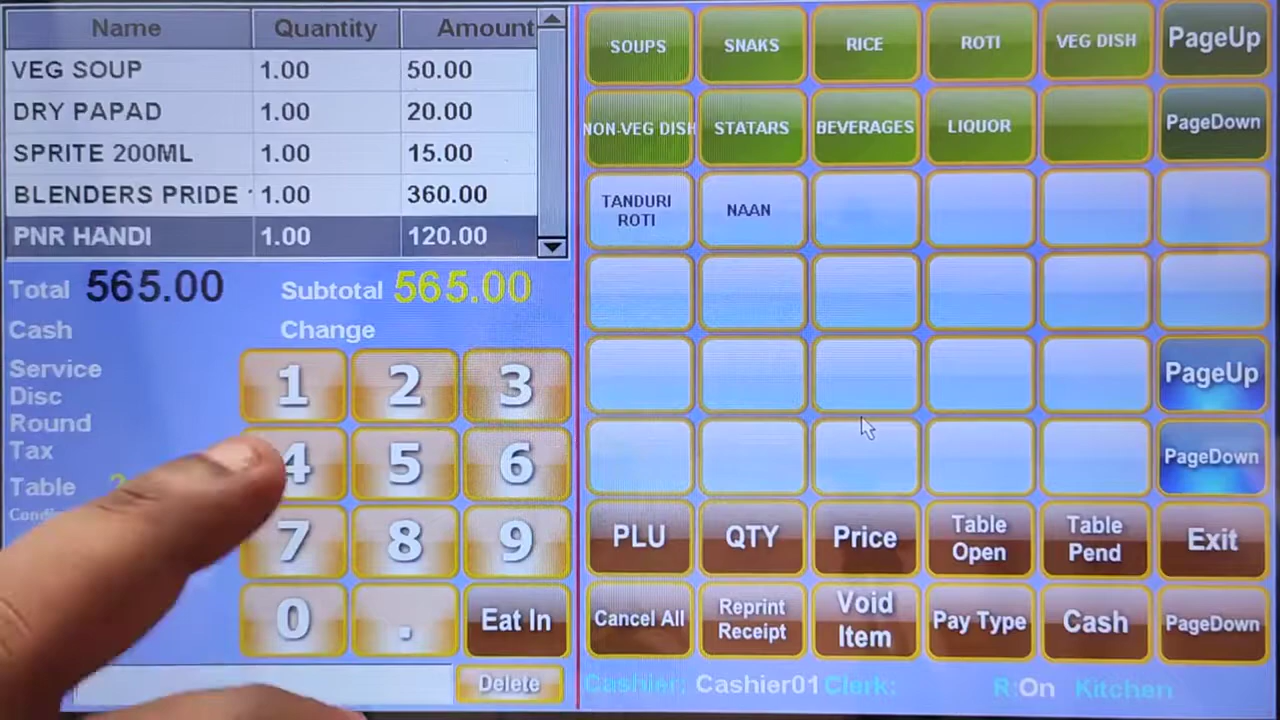 Name Quantity Amount
VEG SOUP 1.00 50.00
DRY PAPAD 1.00 20.00
SPRITE 200ML 1.00 15.00
BLENDERS PRIDE 1.00 360.00
PNR HANDI 1.00 120.00
Total 565.00 Subtotal 565.00
Cash Change
Service
Disc
Round
Tax
Table
1 2 3
4 5 6
7 8 9
0 . Eat In
Delete
SOUPS SNAKS RICE ROTI VEG DISH PageUp
NON-VEG DISH STATARS BEVERAGES LIQUOR PageDown
TANDURI
ROTI
NAAN
PageUp
PageDown
PLU QTY Price Table Open Table Pend Exit
Cancel All Reprint Receipt Void Item Pay Type Cash PageDown
Cashier: Cashier01 Clerk: R:On Kitchen